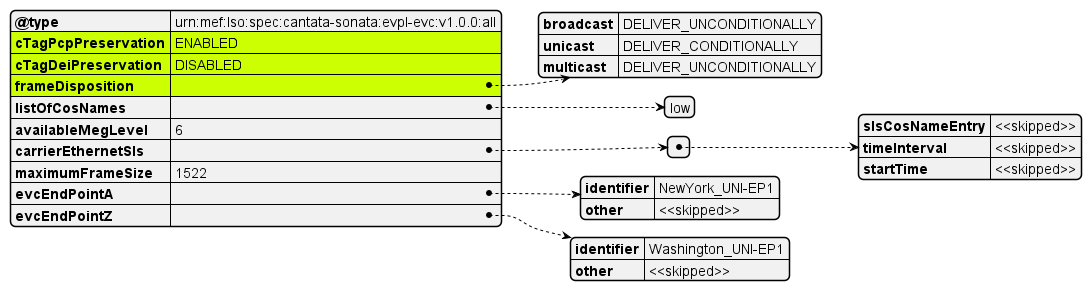 @type urn:mef:lso:spec:cantata-sonata:evpl-evc:v1.0.0:all
cTagPcpPreservation ENABLED
cTagDeiPreservation DISABLED
frameDisposition
listOfCosNames
availableMegLevel 6
carrierEthernetSls
maximumFrameSize 1522
evcEndPointA
evcEndPointZ
broadcast DELIVER_UNCONDITIONALLY
unicast DELIVER_CONDITIONALLY
multicast DELIVER_UNCONDITIONALLY
low
slsCosNameEntry <<skipped>>
timeInterval <<skipped>>
startTime <<skipped>>
identifier NewYork_UNI-EP1
other <<skipped>>
identifier Washington_UNI-EP1
other <<skipped>>